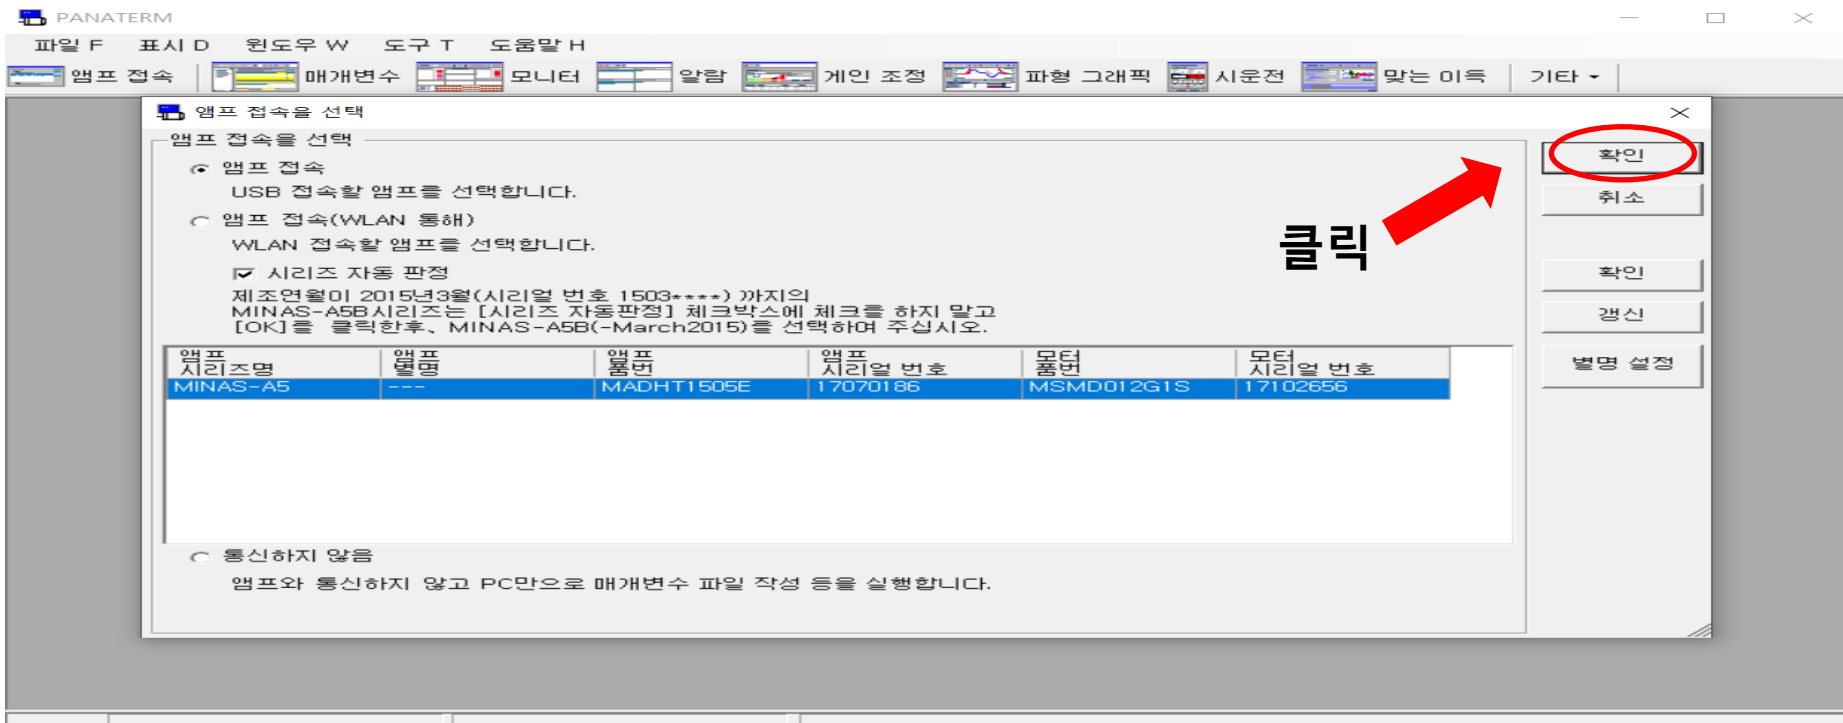 PANATERM
파일 F 표시 D 윈도우 W 도구 T 도움말 H
앰프 접속 매개변수 모니터 알람 게인 조정 파형 그래픽 시운전 맞는 이득 기타
앰프 접속을 선택
앰프 접속을 선택
앰프 접속
USB 접속할 앰프를 선택합니다.
앰프 접속(WLAN 통해)
WLAN 접속할 앰프를 선택합니다.
시리즈 자동 판정
제조연월이 2015년3월(시리얼 번호 1503****) 까지의
MINAS-A5B시리즈는 [시리즈 자동판정] 체크박스에 체크를 하지 말고
[OK]를 클릭한후、MINAS-A5B(-March2015)를 선택하여 주십시오.
앰프 시리즈명 앰프 별명 앰프 품번 앰프 시리얼 번호 모터 품번 모터 시리얼 번호
MINAS-A5 --- MADHT1505E 17070186 MSMD012G1S 17102656
통신하지 않음
앰프와 통신하지 않고 PC만으로 매개변수 파일 작성 등을 실행합니다.
확인
취소
확인
갱신
별명 설정
클릭